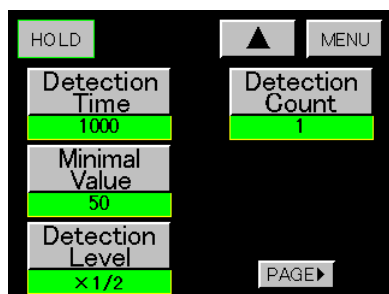 HOLD
▲
MENU
Detection
Time
1000
Detection
Count
1
Minimal
Value
50
Detection
Level
×1/2
PAGE▶